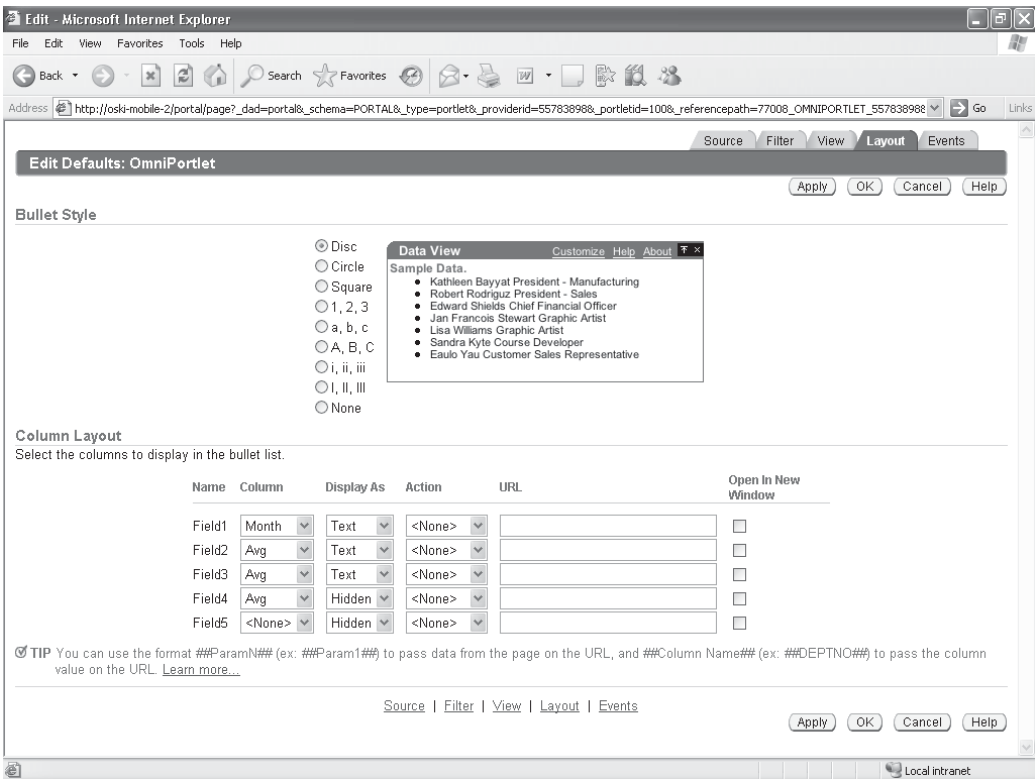 Edit - Microsoft Internet Explorer
File Edit View Favorites Tools Help
Back Search Favorites
Address http://oski-mobile-2/portal/page?_dad=portal&_schema=PORTAL&_type=portlet&_providerid=55783898&_portletid=100&_referencepath=77008_OMNIPORTLET_55783898& Go Links
Source Filter View Layout Events
Edit Defaults: OmniPortlet
Apply OK Cancel Help
Bullet Style
Disc
Circle
Square
1, 2, 3
a, b, c
A, B, C
i, ii, iii
I, II, III
None
Data View Customize Help About
Sample Data.
Kathleen Bayyat President - Manufacturing
Robert Rodriguz President - Sales
Edward Shields Chief Financial Officer
Jan Francois Stewart Graphic Artist
Lisa Williams Graphic Artist
Sandra Kyte Course Developer
Eaulo Yau Customer Sales Representative
Column Layout
Select the columns to display in the bullet list.
Name Column Display As Action URL Open In New Window
Field1 Month Text <None>
Field2 Avg Text <None>
Field3 Avg Text <None>
Field4 Avg Hidden <None>
Field5 <None> Hidden <None>
TIP You can use the format ##ParamN## (ex: ##Param1##) to pass data from the page on the URL, and ##Column Name## (ex: ##DEPTNO##) to pass the column
value on the URL. Learn more...
Source | Filter | View | Layout | Events
Apply OK Cancel Help
Local intranet